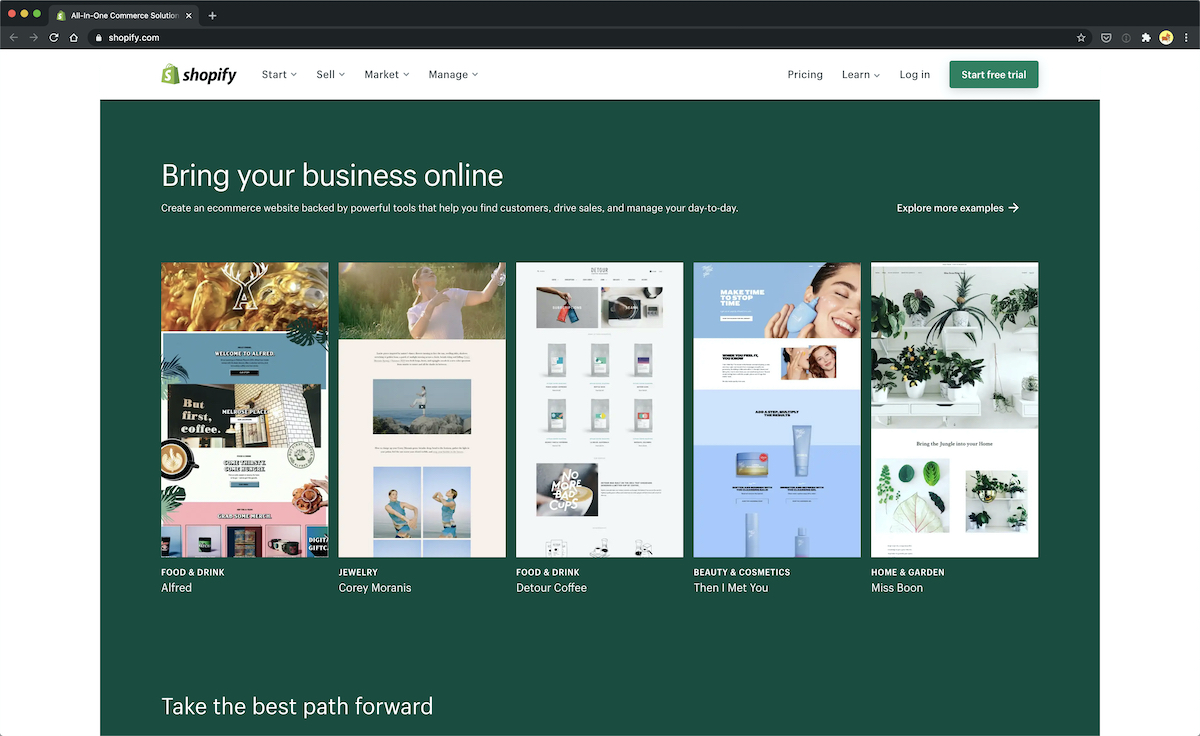 All-In-One Commerce Solution
shopify.com
shopify
Start
Sell
Market
Manage
Pricing
Learn
Log in
Start free trial
Bring your business online
Create an ecommerce website backed by powerful tools that help you find customers, drive sales, and manage your day-to-day.
Explore more examples
WELCOME TO ALFRED.
But
first,
coffee.
MELROSE PLACE
SOME THIRSTY.
SOME HUNGRY.
GRAB SOME MERCH.
DIGIT
GIFTC
DETOUR
NO
MORE
BAD
CUPS
MAKE TIME
TO STOP
TIME
WHEN YOU FEEL IT,
YOU KNOW
ADD A STEP, MULTIPLY
THE RESULTS
Bring the Jungle into your Home
FOOD & DRINK
Alfred
JEWELRY
Corey Moranis
FOOD & DRINK
Detour Coffee
BEAUTY & COSMETICS
Then I Met You
HOME & GARDEN
Miss Boon
Take the best path forward